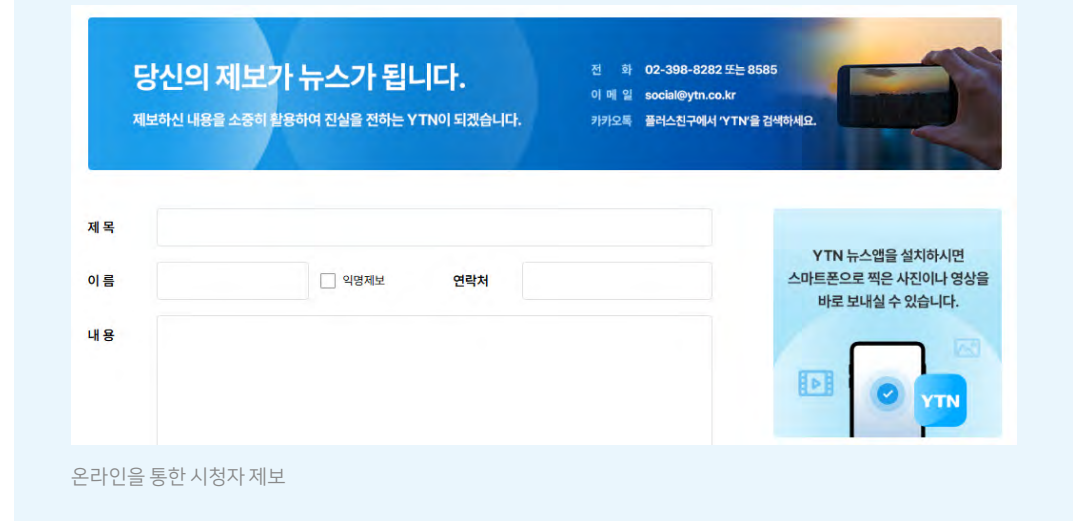 당신의 제보가 뉴스가 됩니다.
제보하신 내용을 소중히 활용하여 진실을 전하는 YTN이 되겠습니다.
전 화 02-398-8282 또는 8585
이 메 일 social@ytn.co.kr
카카오톡 플러스친구에서 'YTN'을 검색하세요.
제 목
이 름
익명제보
연락처
내 용
YTN 뉴스앱을 설치하시면
스마트폰으로 찍은 사진이나 영상을
바로 보내실 수 있습니다.
YTN
온라인을 통한 시청자 제보